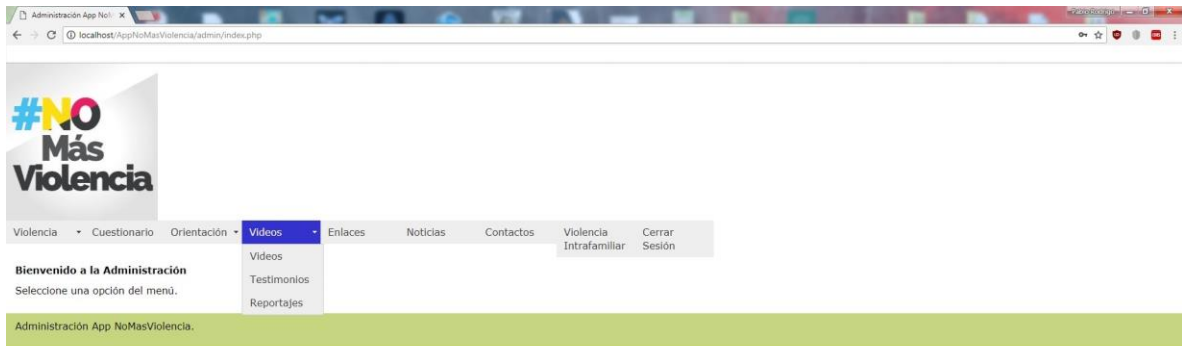 Administración App NoM
localhost/AppNoMasViolencia/admin/index.php
#NO
Más
Violencia
Violencia Cuestionario Orientación Videos Enlaces Noticias Contactos Violencia Intrafamiliar Cerrar Sesión
Videos
Testimonios
Reportajes
Bienvenido a la Administración
Seleccione una opción del menú.
Administración App NoMasViolencia.